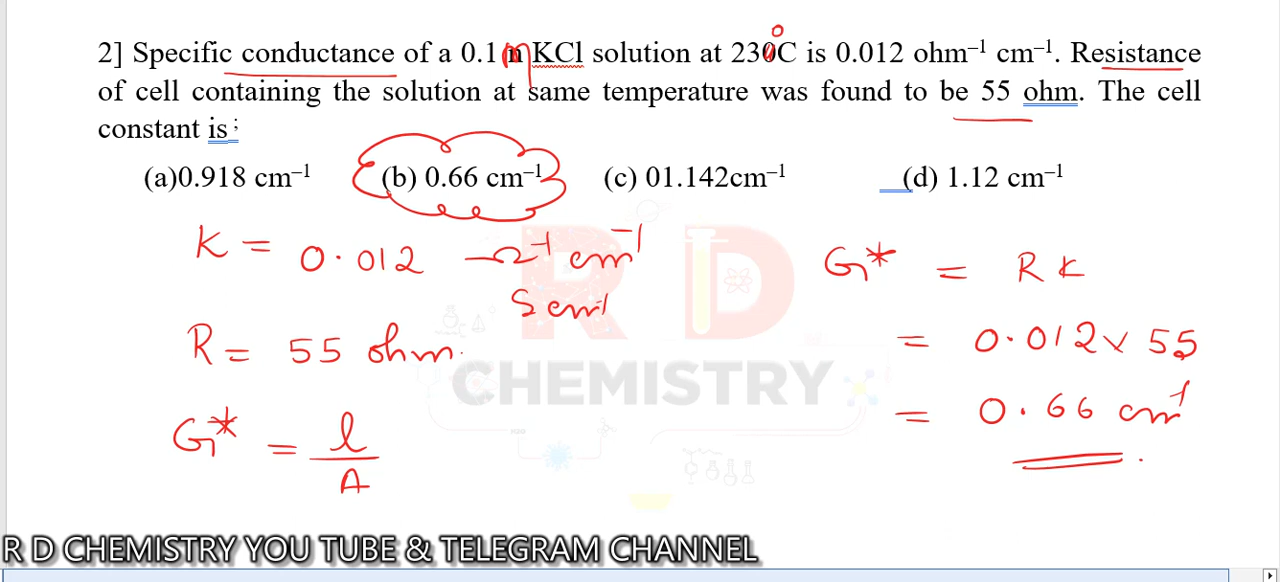 2] Specific conductance of a 0.1 m KCl solution at 23°C is 0.012 ohm⁻¹ cm⁻¹. Resistance
of cell containing the solution at same temperature was found to be 55 ohm. The cell
constant is :
(a)0.918 cm⁻¹ (b) 0.66 cm⁻¹ (c) 01.142cm⁻¹ (d) 1.12 cm⁻¹
K = 0.012 Ω⁻¹ cm⁻¹
S cm⁻¹
R = 55 ohm.
G* = l/A
G* = R K
= 0.012 × 55
= 0.66 cm⁻¹
R D
CHEMISTRY
R D CHEMISTRY YOU TUBE & TELEGRAM CHANNEL